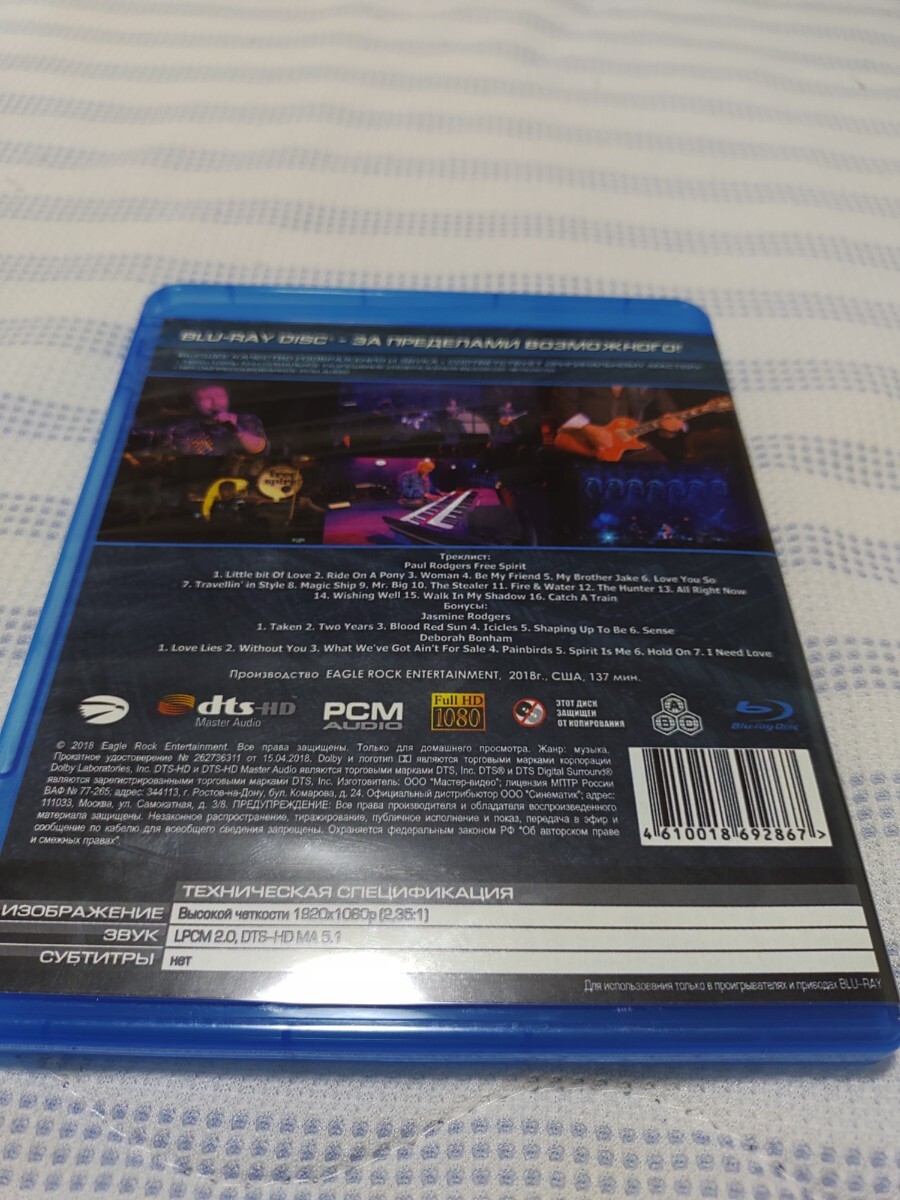 BLU-RAY DISC™ - ЗА ПРЕДЕЛАМИ ВОЗМОЖНОГО!
free
spirit
Треклист:
Paul Rodgers Free Spirit
1. Little bit Of Love 2. Ride On A Pony 3. Woman 4. Be My Friend 5. My Brother Jake 6. Love You So
7. Travellin' in Style 8. Magic Ship 9. Mr. Big 10. The Stealer 11. Fire & Water 12. The Hunter 13. All Right Now
14. Wishing Well 15. Walk In My Shadow 16. Catch A Train
Бонусы:
Jasmine Rodgers
1. Taken 2. Two Years 3. Blood Red Sun 4. Icicles 5. Shaping Up To Be 6. Sense
Deborah Bonham
1. Love Lies 2. Without You 3. What We've Got Ain't For Sale 4. Painbirds 5. Spirit Is Me 6. Hold On 7. I Need Love
Производство EAGLE ROCK ENTERTAINMENT, 2018г., США, 137 мин.
dts-HD
Master Audio
PCM
AUDIO
Full HD
1080
ЭТОТ ДИСК
ЗАЩИЩЕН
ОТ КОПИРОВАНИЯ
A B C
Blu-ray Disc
© 2018 Eagle Rock Entertainment. Все права защищены. Только для домашнего просмотра. Жанр: музыка.
Прокатное удостоверение № 262736311 от 15.04.2018. Dolby и логотип являются торговыми марками корпорации
Dolby Laboratories, Inc. DTS-HD и DTS-HD Master Audio являются торговыми марками DTS, Inc. DTS® и DTS Digital Surround®
являются зарегистрированными торговыми марками DTS, Inc. Изготовитель: ООО "Мастер-видео"; лицензия МПТР России
ВАФ № 77-265; адрес: 344113, г. Ростов-на-Дону, бул. Комарова, д. 24. Официальный дистрибьютор ООО "Синематик"; адрес:
111033, Москва, ул. Самокатная, д. 3/8. ПРЕДУПРЕЖДЕНИЕ: Все права производителя и обладателя воспроизведенного
материала защищены. Незаконное распространение, тиражирование, публичное исполнение и показ, передача в эфир и
сообщение по кабелю для всеобщего сведения запрещены. Охраняется федеральным законом РФ "Об авторском праве
и смежных правах".
4 610018 692867 >
ТЕХНИЧЕСКАЯ СПЕЦИФИКАЦИЯ
ИЗОБРАЖЕНИЕ Высокой четкости 1920x1080p (2.35:1)
ЗВУК LPCM 2.0, DTS-HD MA 5.1
СУБТИТРЫ нет
Для использования только в проигрывателях и приводах BLU-RAY